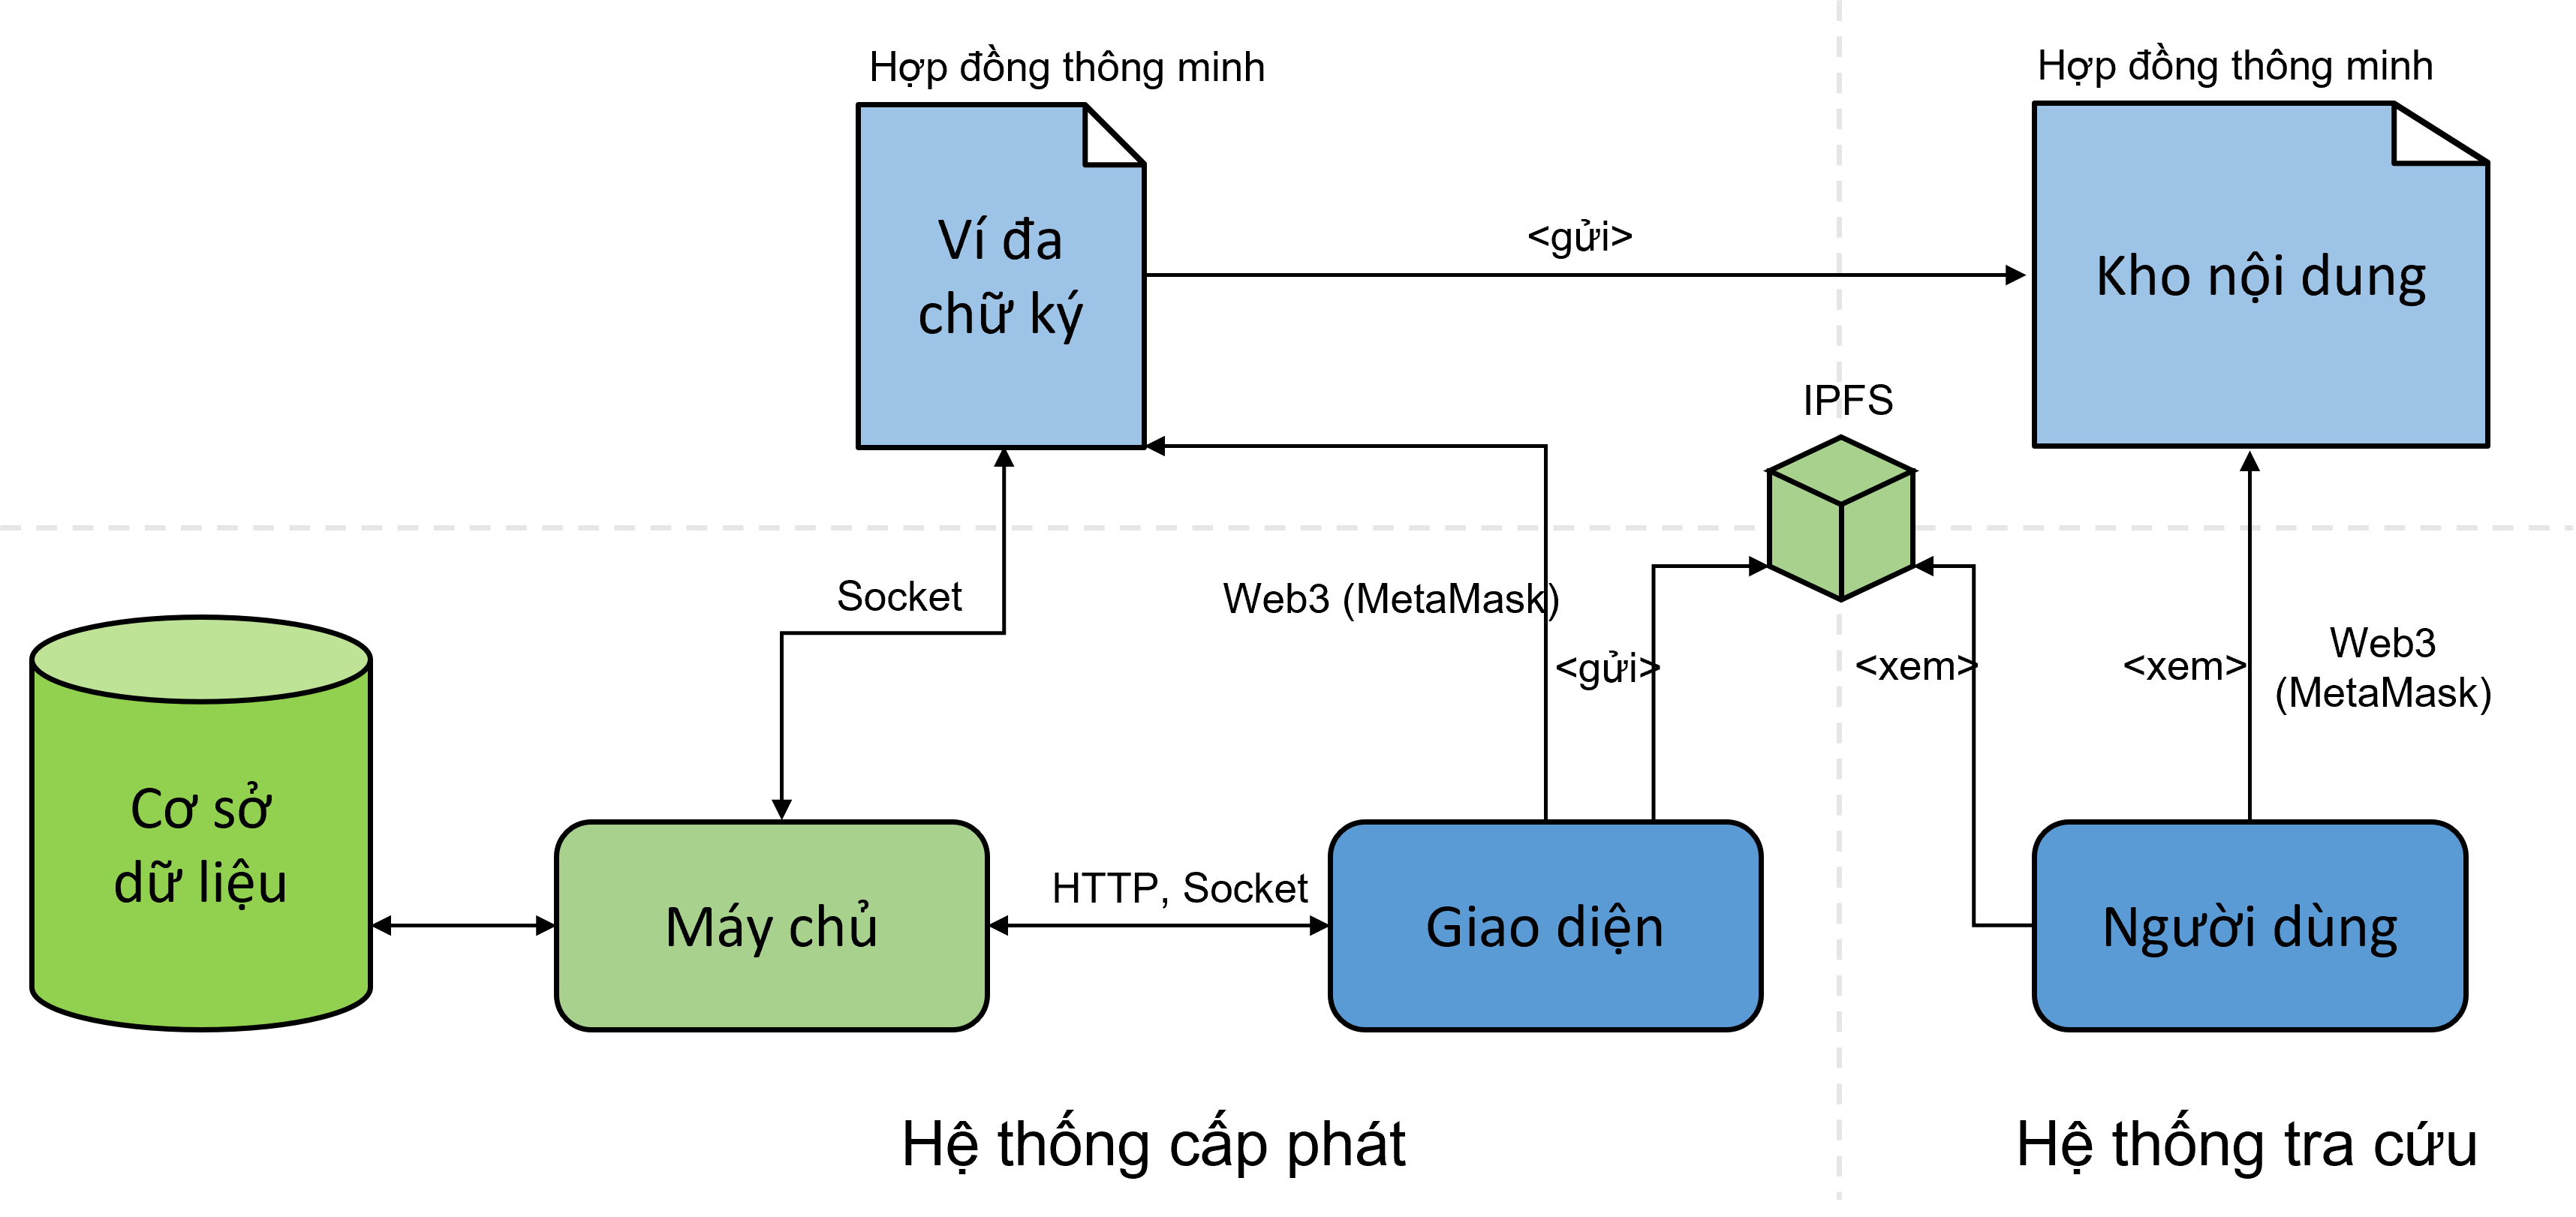 Hợp đồng thông minh
Hợp đồng thông minh
Ví đa
chữ ký
<gửi>
Kho nội dung
IPFS
Socket
Web3 (MetaMask)
<gửi>
<xem>
<xem>
Web3
(MetaMask)
Cơ sở
dữ liệu
Máy chủ
HTTP, Socket
Giao diện
Người dùng
Hệ thống cấp phát
Hệ thống tra cứu